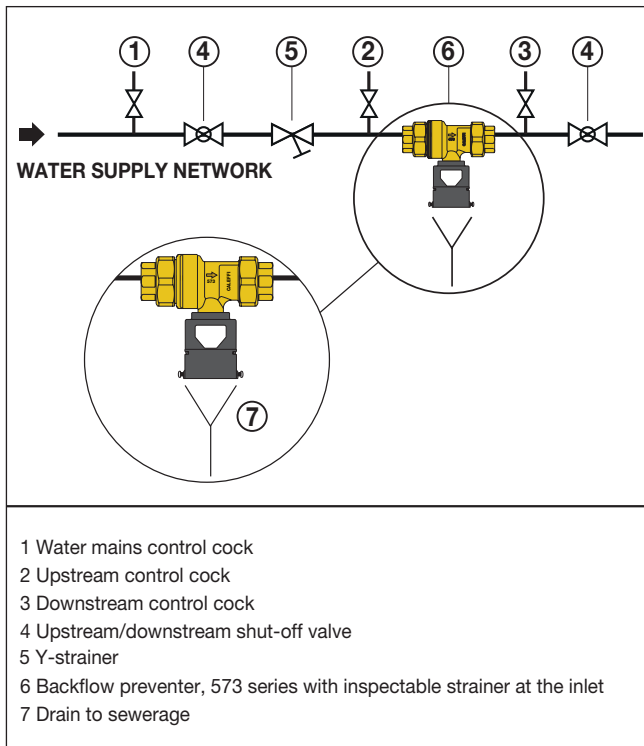 1 4 5 2 6 3 4
WATER SUPPLY NETWORK
573 CALEFFI
7
1 Water mains control cock
2 Upstream control cock
3 Downstream control cock
4 Upstream/downstream shut-off valve
5 Y-strainer
6 Backflow preventer, 573 series with inspectable strainer at the inlet
7 Drain to sewerage